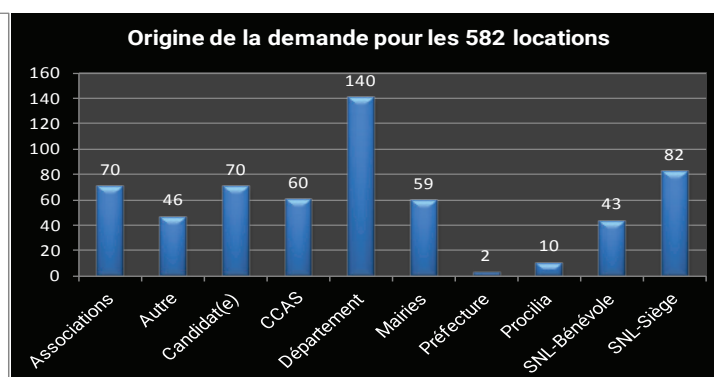 Origine de la demande pour les 582 locations
160
140
120
100
80
60
40
20
0
70
46
70
60
140
59
2
10
43
82
Associations
Autre
Candidat(e)
CCAS
Département
Mairies
Préfecture
Procilia
SNL-Bénévole
SNL-Siège